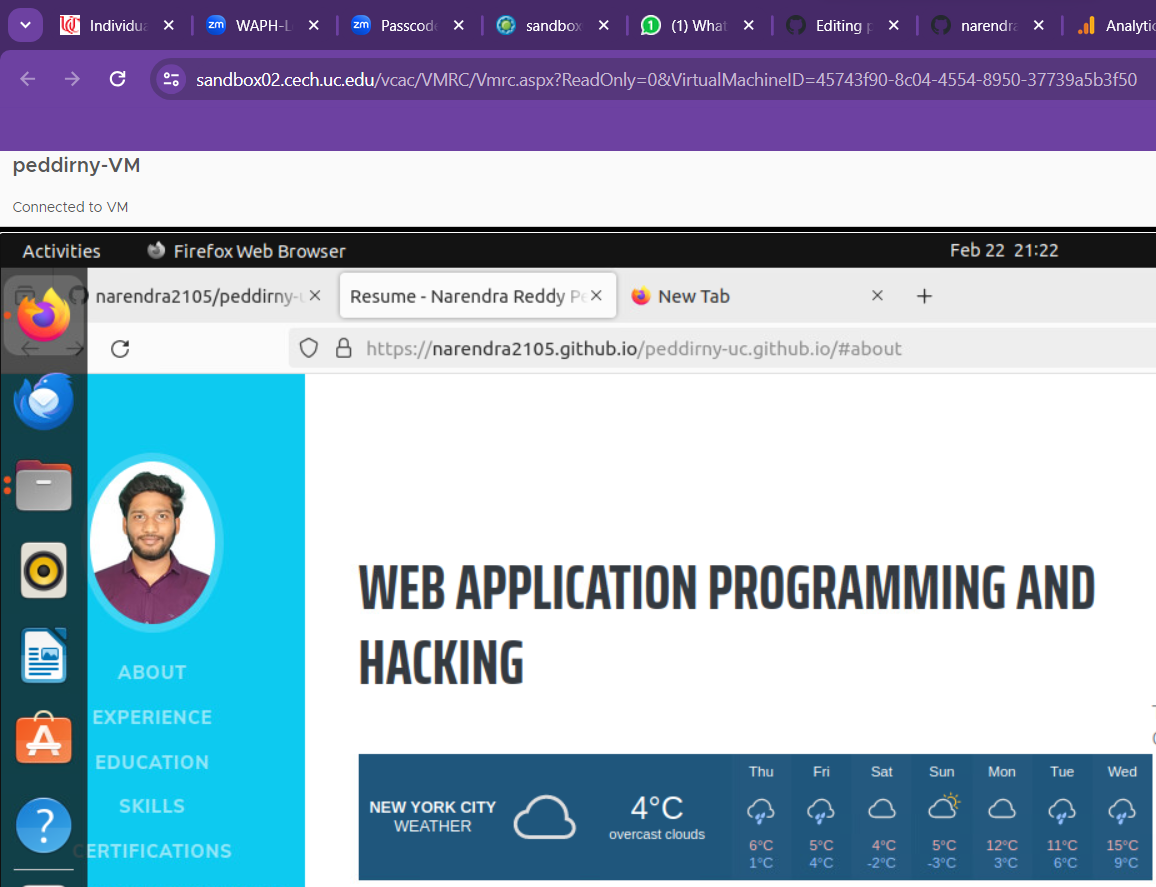 Individua
WAPH-L
Passcode
sandbox
(1) What
Editing p
narendra
Analytic
sandbox02.cech.uc.edu/vcac/VMRC/Vmrc.aspx?ReadOnly=0&VirtualMachineID=45743f90-8c04-4554-8950-37739a5b3f50
peddirny-VM
Connected to VM
Activities
Firefox Web Browser
Feb 22 21:22
narendra2105/peddirny-u
Resume - Narendra Reddy Pe
New Tab
https://narendra2105.github.io/peddirny-uc.github.io/#about
ABOUT
EXPERIENCE
EDUCATION
SKILLS
CERTIFICATIONS
WEB APPLICATION PROGRAMMING AND
HACKING
NEW YORK CITY
WEATHER
4°C
overcast clouds
Thu Fri Sat Sun Mon Tue Wed
6°C 5°C 4°C 5°C 12°C 11°C 15°C
1°C 4°C -2°C -3°C 3°C 6°C 9°C